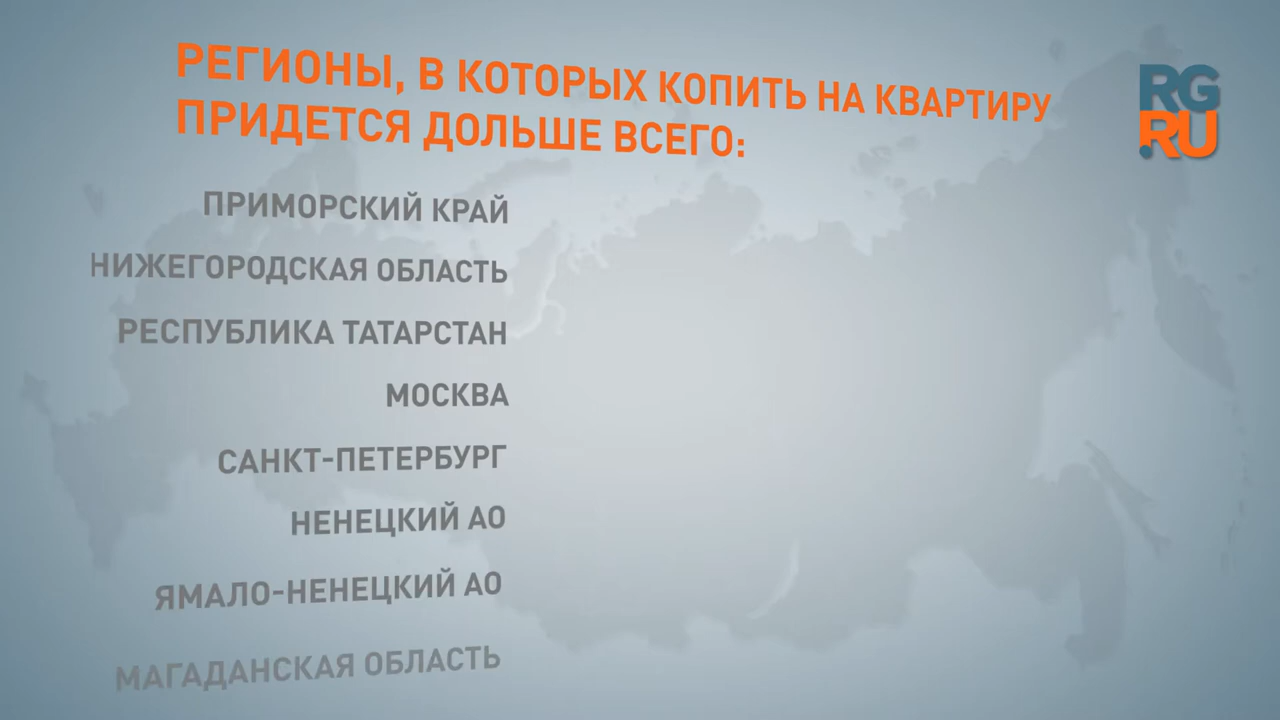 РЕГИОНЫ, В КОТОРЫХ КОПИТЬ НА КВАРТИРУ
ПРИДЕТСЯ ДОЛЬШЕ ВСЕГО:
RG
.RU
ПРИМОРСКИЙ КРАЙ
НИЖЕГОРОДСКАЯ ОБЛАСТЬ
РЕСПУБЛИКА ТАТАРСТАН
МОСКВА
САНКТ-ПЕТЕРБУРГ
НЕНЕЦКИЙ АО
ЯМАЛО-НЕНЕЦКИЙ АО
МАГАДАНСКАЯ ОБЛАСТЬ